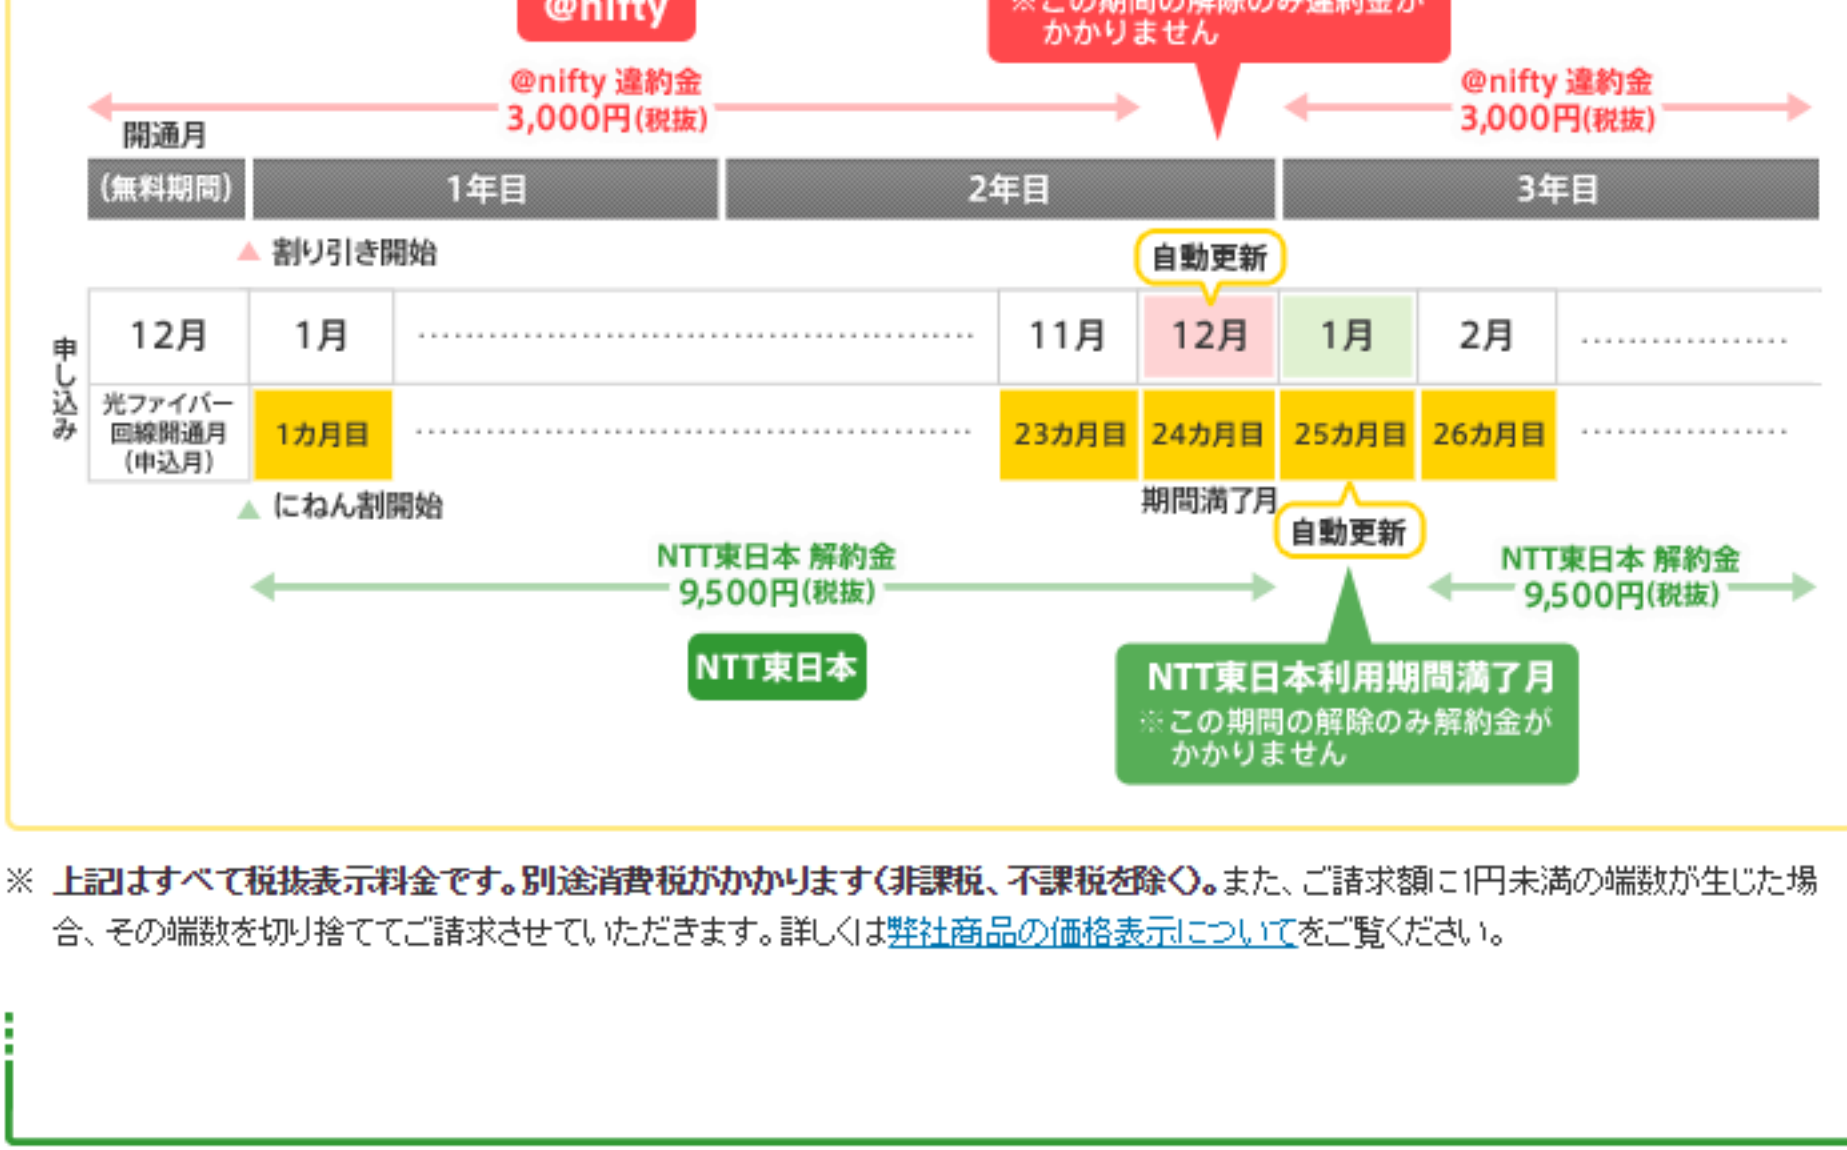 @nifty
※この期間の解除のみ違約金が
かかりません
@nifty 違約金
3,000円(税抜)
@nifty 違約金
3,000円(税抜)
開通月
(無料期間)
1年目
2年目
3年目
割り引き開始
自動更新
申し込み
12月
1月
11月
12月
1月
2月
光ファイバー
回線開通月
(申込月)
1カ月目
23カ月目
24カ月目
25カ月目
26カ月目
にねん割開始
期間満了月
自動更新
NTT東日本 解約金
9,500円(税抜)
NTT東日本 解約金
9,500円(税抜)
NTT東日本
NTT東日本利用期間満了月
※この期間の解除のみ解約金が
かかりません
※ 上記はすべて税抜表示料金です。別途消費税がかかります(非課税、不課税を除く)。また、ご請求額に1円未満の端数が生じた場
合、その端数を切り捨ててご請求させていただきます。詳しくは弊社商品の価格表示についてをご覧ください。